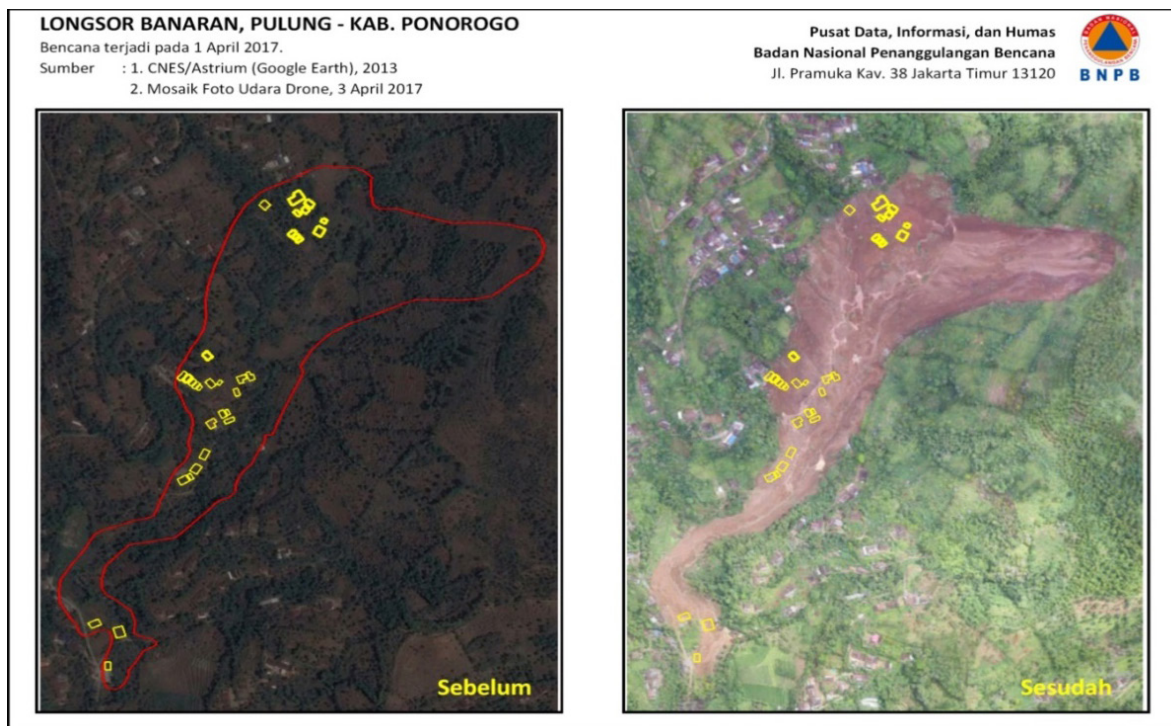 LONGSOR BANARAN, PULUNG - KAB. PONOROGO
Bencana terjadi pada 1 April 2017.
Sumber : 1. CNES/Astrium (Google Earth), 2013
2. Mosaik Foto Udara Drone, 3 April 2017
Pusat Data, Informasi, dan Humas
Badan Nasional Penanggulangan Bencana
Jl. Pramuka Kav. 38 Jakarta Timur 13120
BNPB
Sebelum
Sesudah